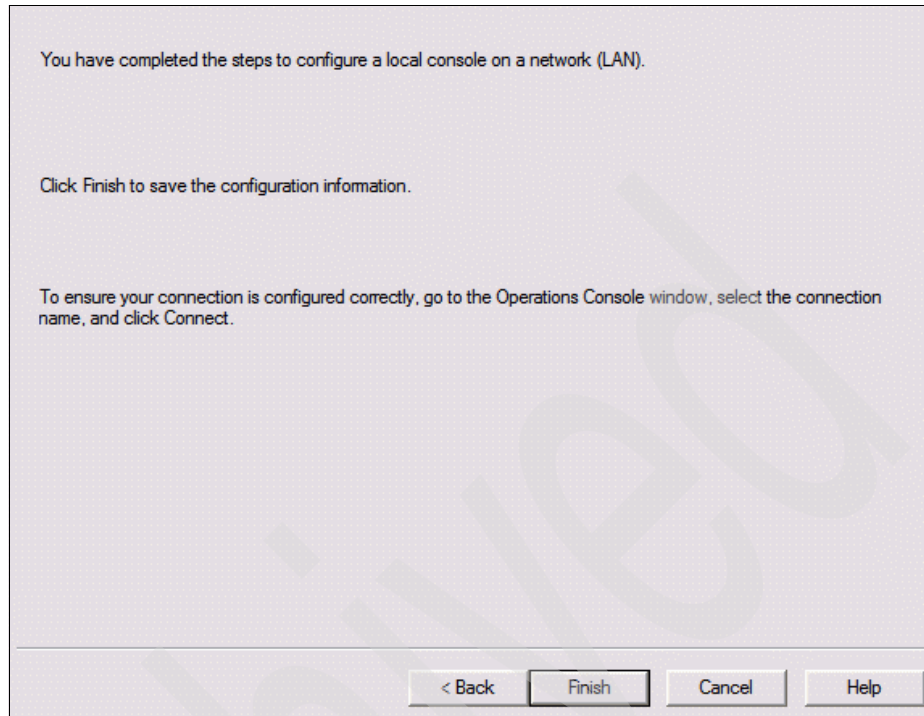 You have completed the steps to configure a local console on a network (LAN).
Click Finish to save the configuration information.
To ensure your connection is configured correctly, go to the Operations Console window, select the connection
name, and click Connect.
< Back Finish Cancel Help